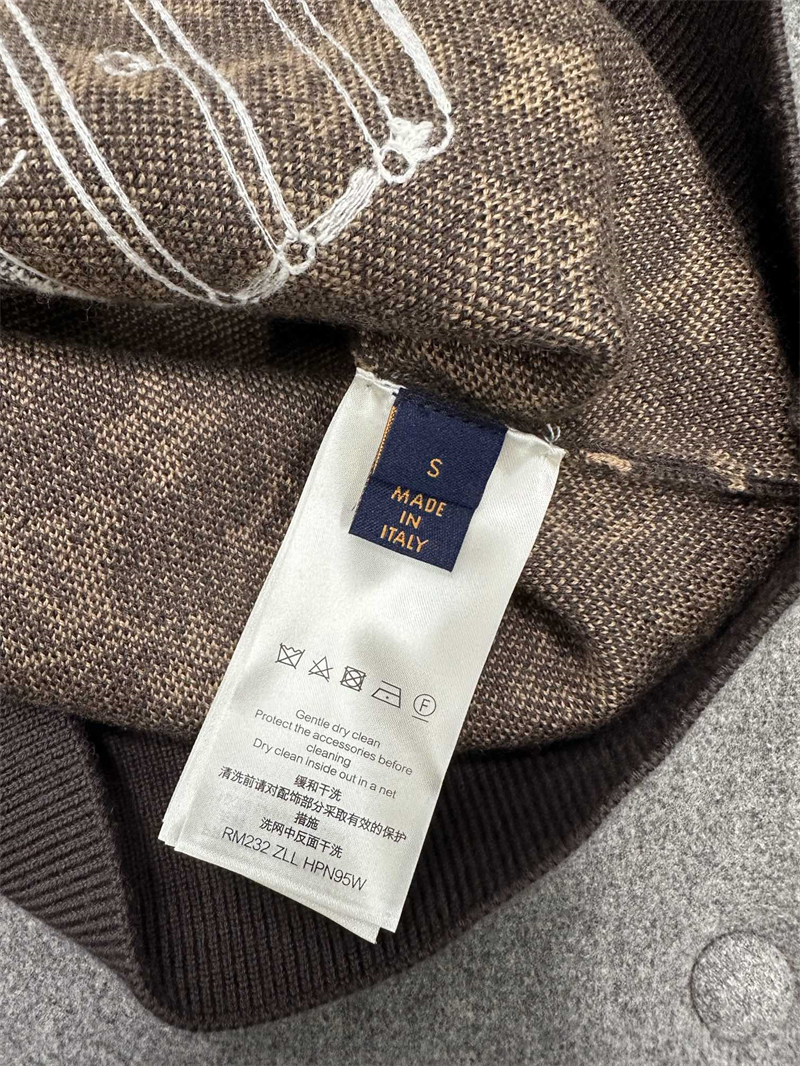 S
MADE
IN
ITALY
F
Gentle dry clean
Protect the accessories before
cleaning
Dry clean inside out in a net
缓和干洗
清洗前请对配饰部分采取有效的保护
措施
洗网中反面干洗
RM232 ZLL HPN95W